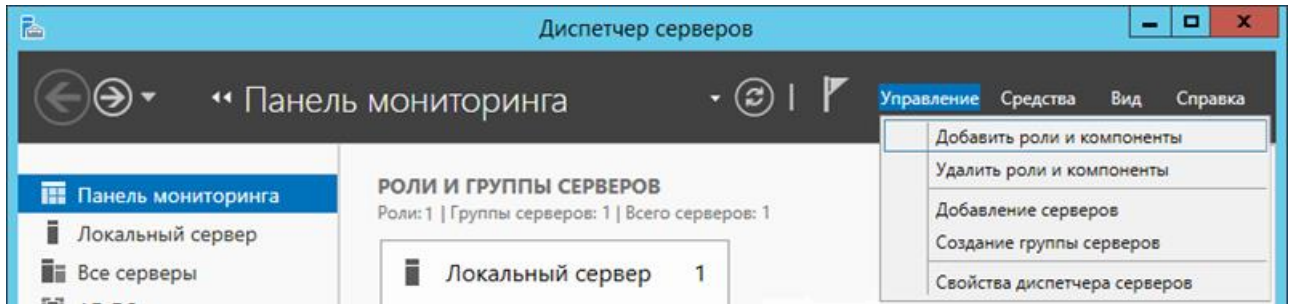 Диспетчер серверов
Панель мониторинга
Управление Средства Вид Справка
Добавить роли и компоненты
Удалить роли и компоненты
Добавление серверов
Создание группы серверов
Свойства диспетчера серверов
Панель мониторинга
Локальный сервер
Все серверы
РОЛИ И ГРУППЫ СЕРВЕРОВ
Роли: 1 | Группы серверов: 1 | Всего серверов: 1
Локальный сервер 1